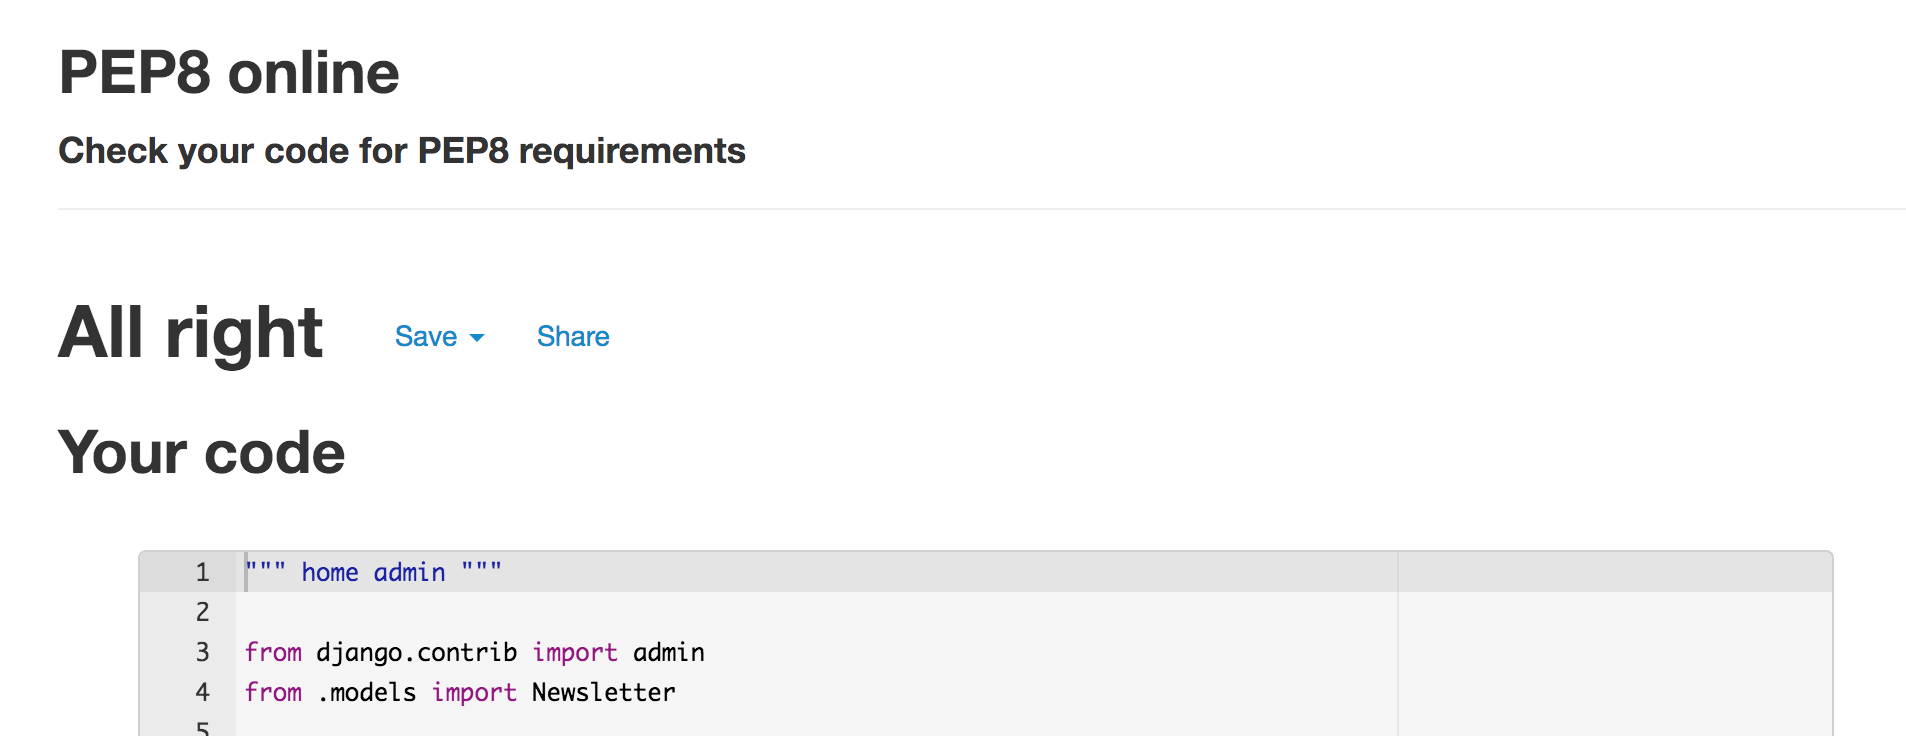 PEP8 online
Check your code for PEP8 requirements
All right Save Share
Your code
1 """ home admin """
2
3 from django.contrib import admin
4 from .models import Newsletter
5